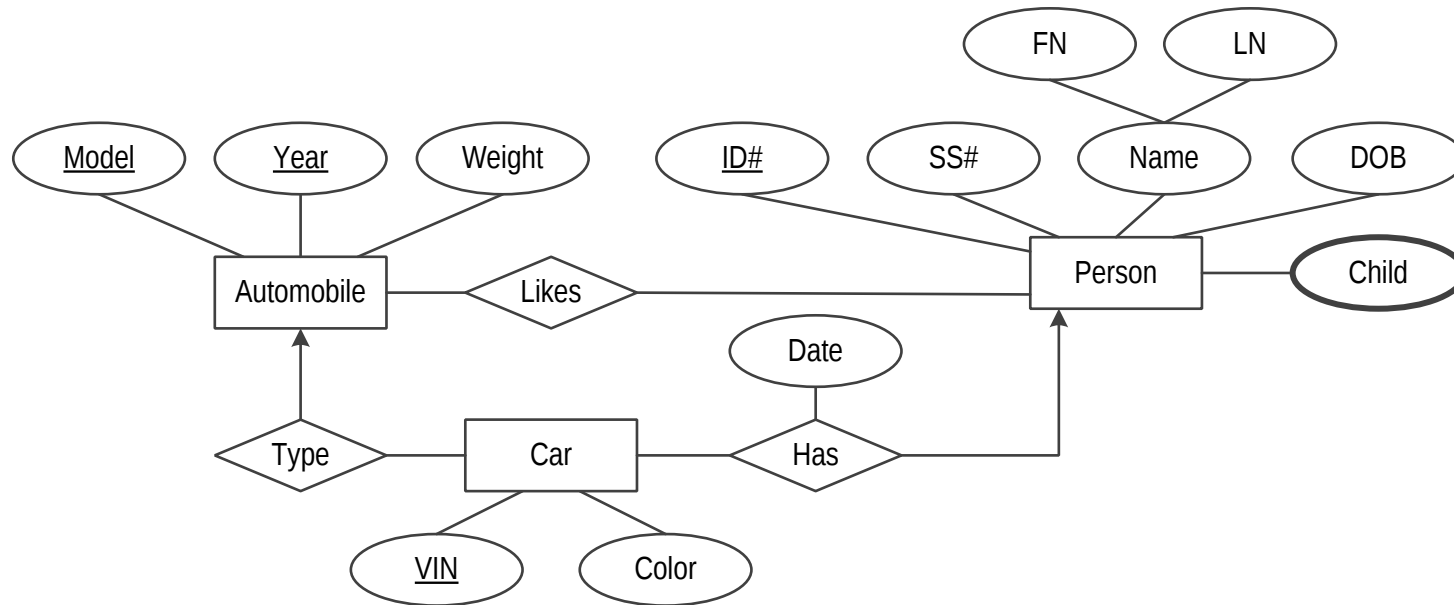 FN
LN
Model
Year
Weight
ID#
SS#
Name
DOB
Automobile
Likes
Person
Child
Date
Type
Car
Has
VIN
Color